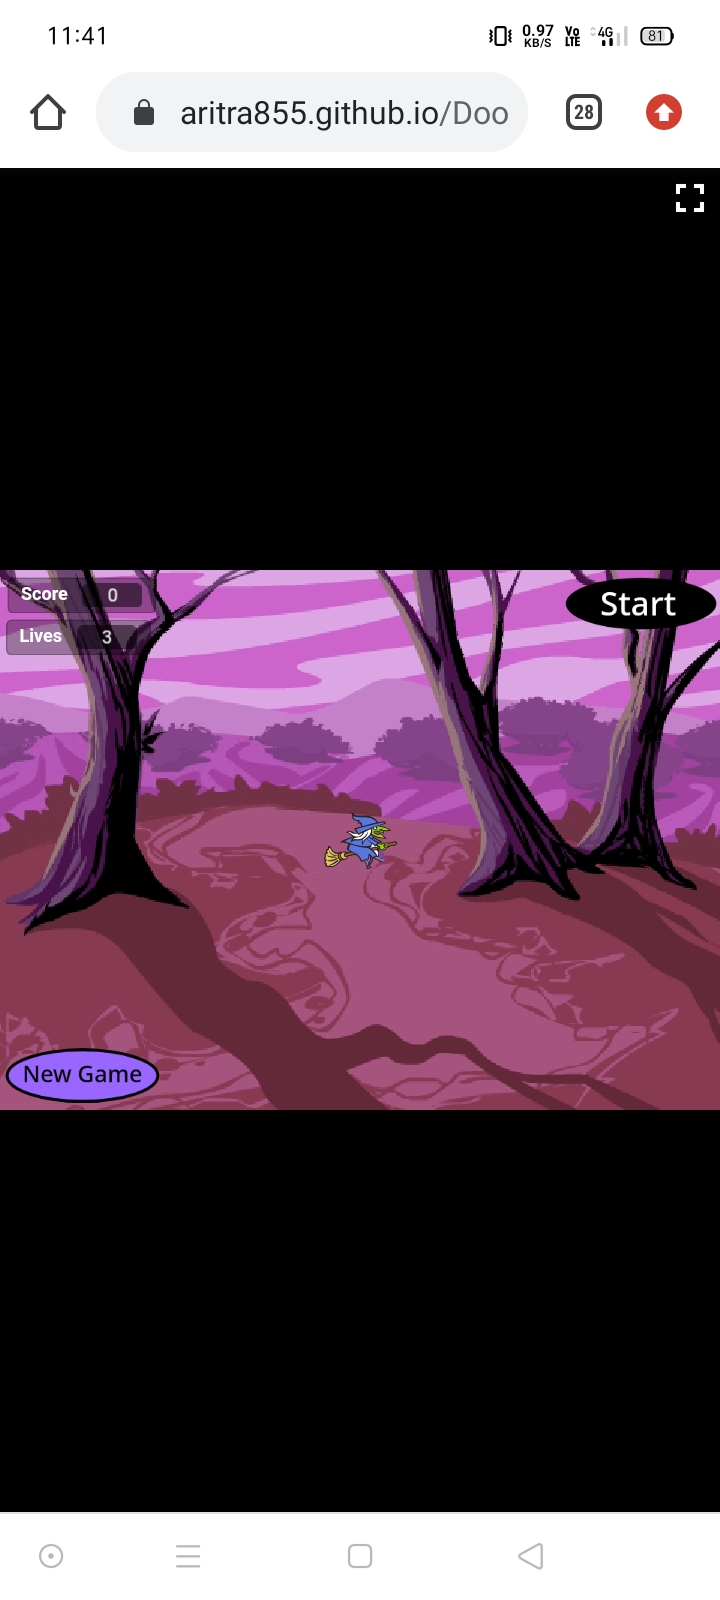 11:41
0.97 KB/S
Vo LTE
4G
81
aritra855.github.io/Doo
28
Score 0
Start
Lives 3
New Game